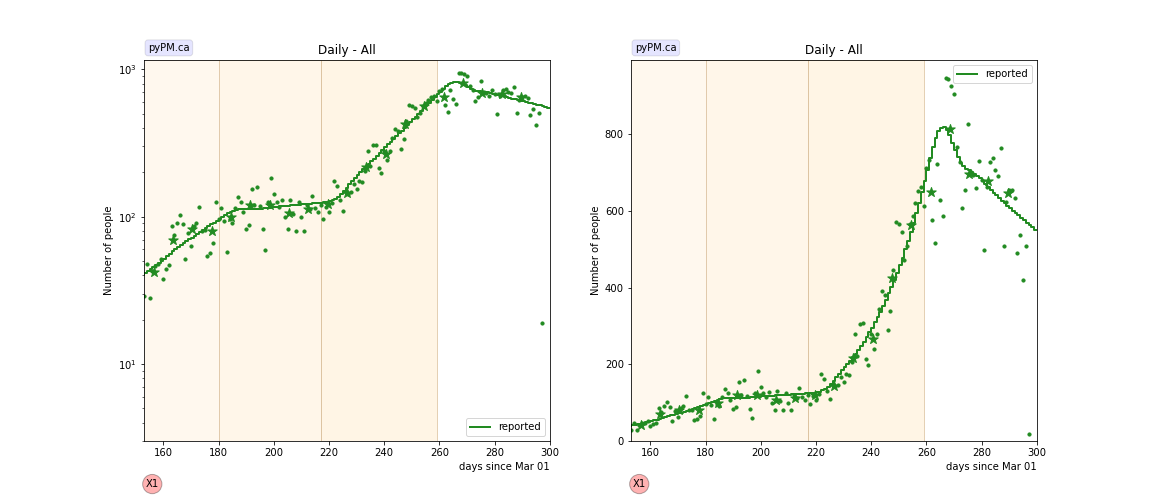 pyPM.ca
Daily - All
10³
10²
10¹
Number of people
reported
160 180 200 220 240 260 280 300
days since Mar 01
X1
pyPM.ca
Daily - All
800
600
400
200
0
Number of people
reported
160 180 200 220 240 260 280 300
days since Mar 01
X1